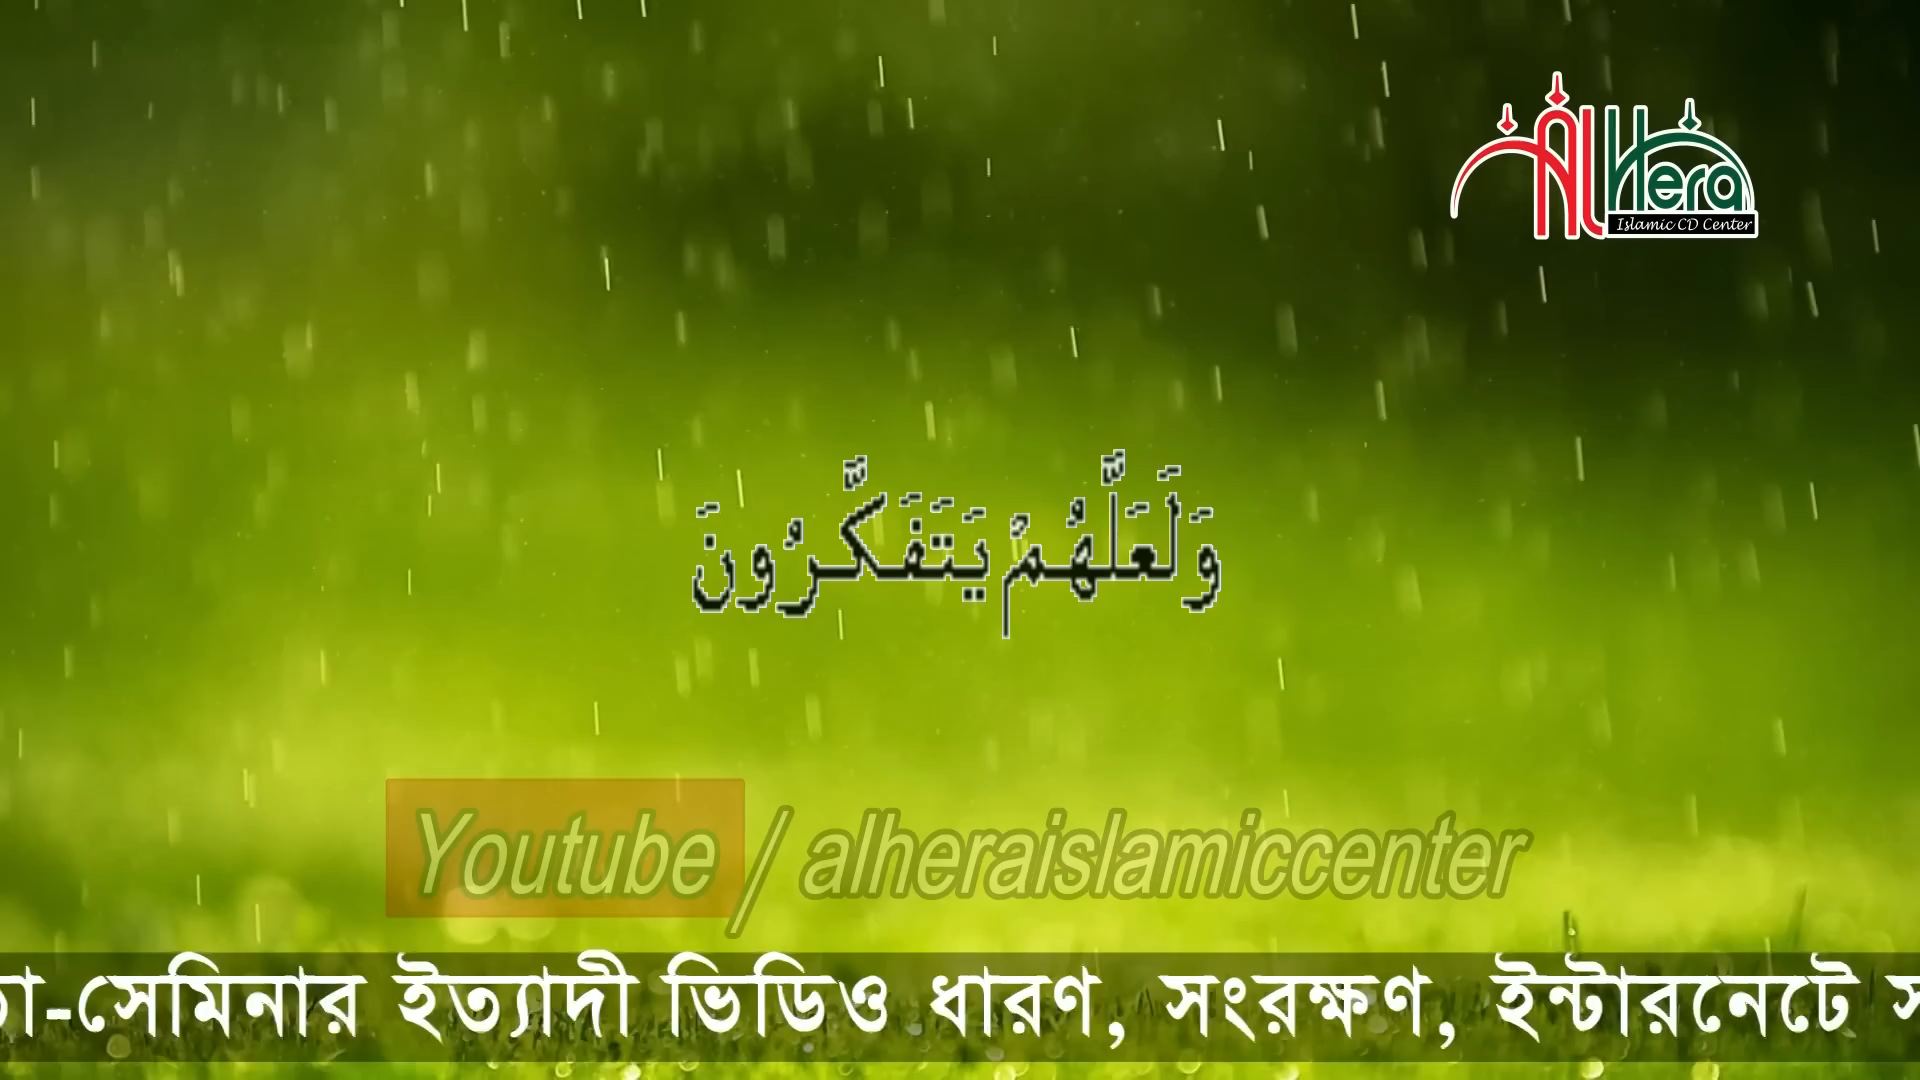 AL Hera
Islamic CD Center
وَلَعَلَّهُمْ يَتَفَكَّرُونَ
Youtube / alheraislamiccenter
-সেমিনার ইত্যাদী ভিডিও ধারণ, সংরক্ষণ, ইন্টারনেটে